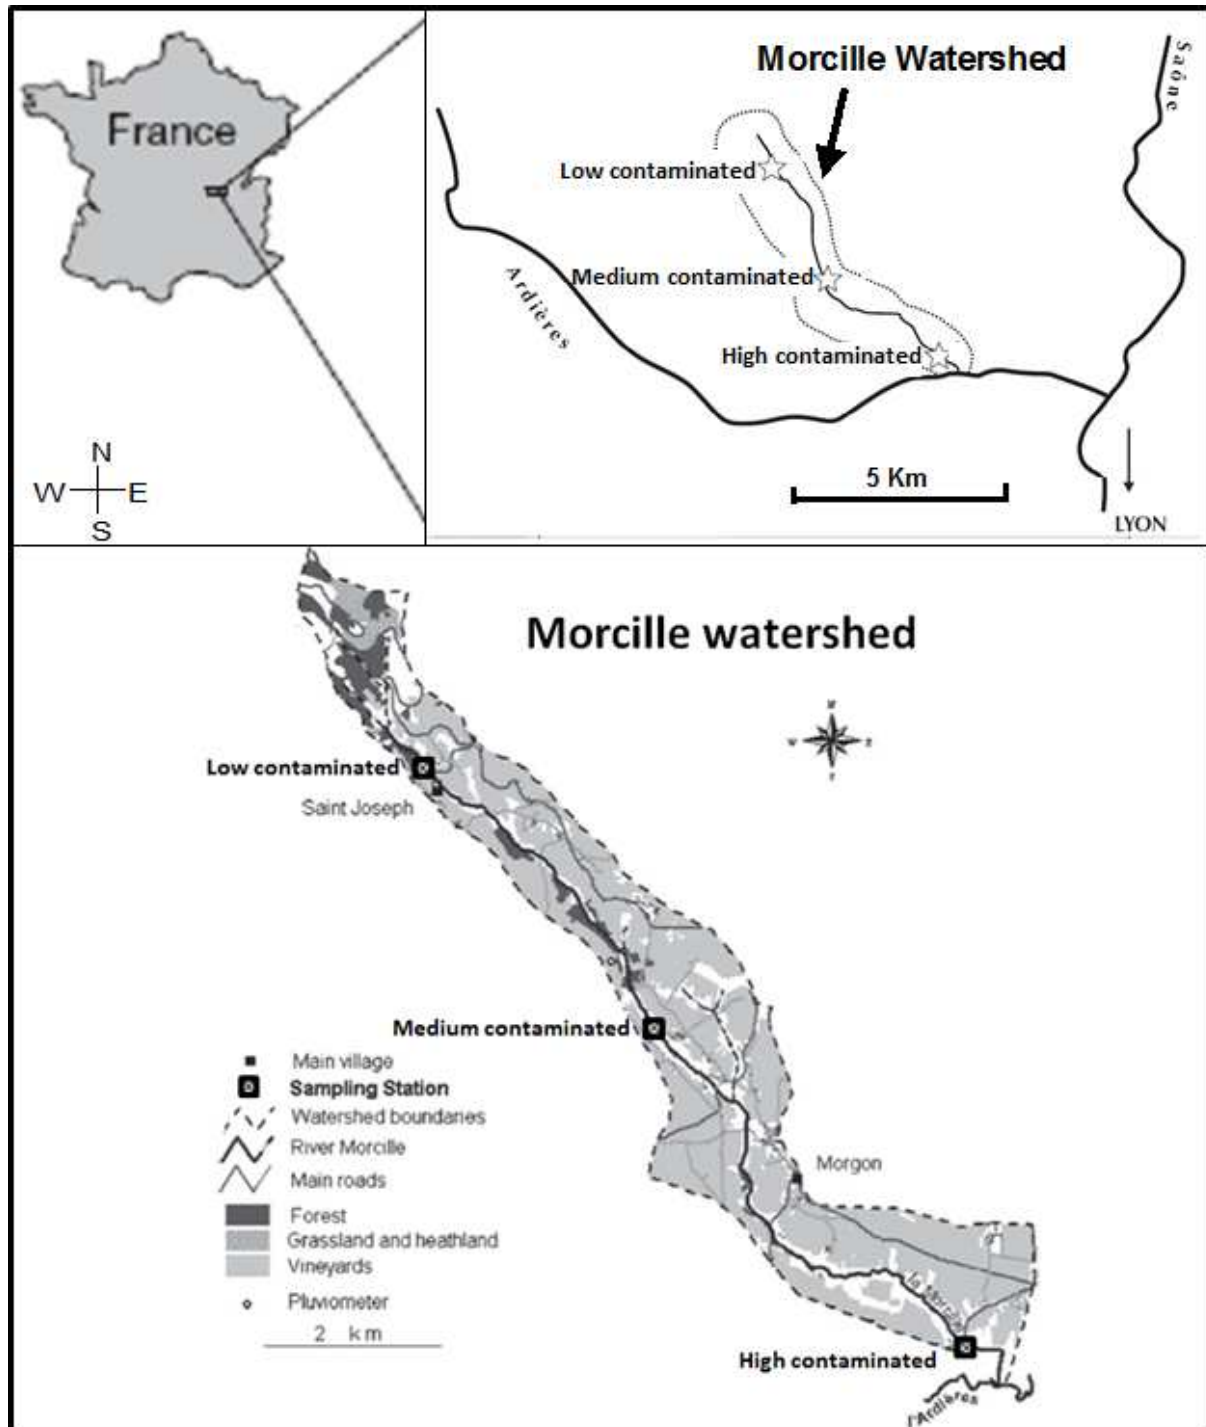 France
N
W E
S
Morcille Watershed
Saône
Low contaminated
Medium contaminated
Ardières
High contaminated
5 Km
LYON
Morcille watershed
Low contaminated
Saint Joseph
Medium contaminated
Main village
Sampling Station
Watershed boundaries
River Morcille
Main roads
Forest
Grassland and heathland
Vineyards
Pluviometer
2 km
Morgon
High contaminated
l'Ardières